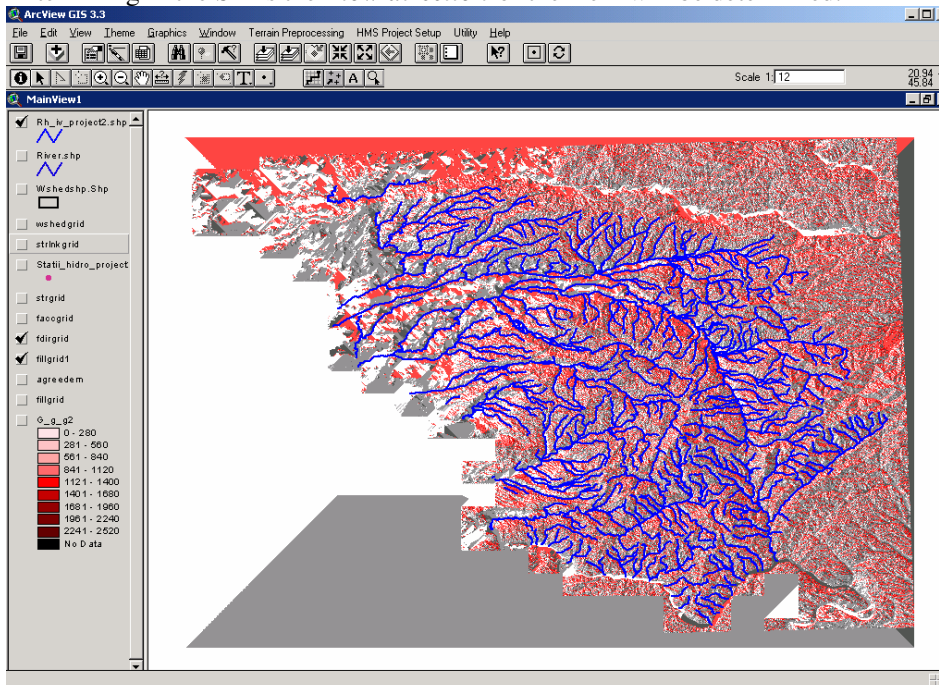 ArcView GIS 3.3
File Edit View Theme Graphics Window Terrain Preprocessing HMS Project Setup Utility Help
Scale 1: 12
20.94
45.84
MainView1
Rh_iv_project2.shp
River.shp
Wshedshp.Shp
wshedgrid
strlnkgrid
Statii_hidro_project
strgrid
faccgrid
fdirgrid
fillgrid1
agreedem
fillgrid
G_g_g2
0 - 280
281 - 560
561 - 840
841 - 1120
1121 - 1400
1401 - 1680
1681 - 1960
1961 - 2240
2241 - 2520
No Data